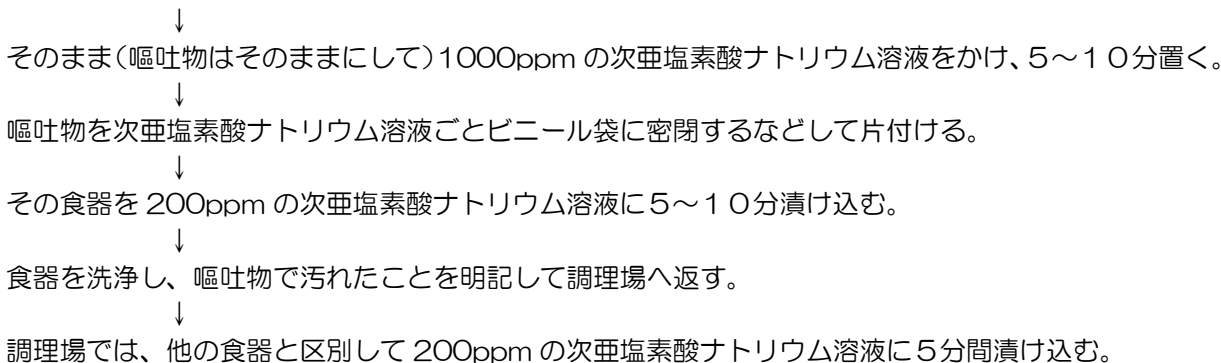 ↓
そのまま(嘔吐物はそのままにして)1000ppm の次亜塩素酸ナトリウム溶液をかけ、5～10分置く。
↓
嘔吐物を次亜塩素酸ナトリウム溶液ごとビニール袋に密閉するなどして片付ける。
↓
その食器を 200ppm の次亜塩素酸ナトリウム溶液に5～10分漬け込む。
↓
食器を洗浄し、嘔吐物で汚れたことを明記して調理場へ返す。
↓
調理場では、他の食器と区別して 200ppm の次亜塩素酸ナトリウム溶液に5分間漬け込む。